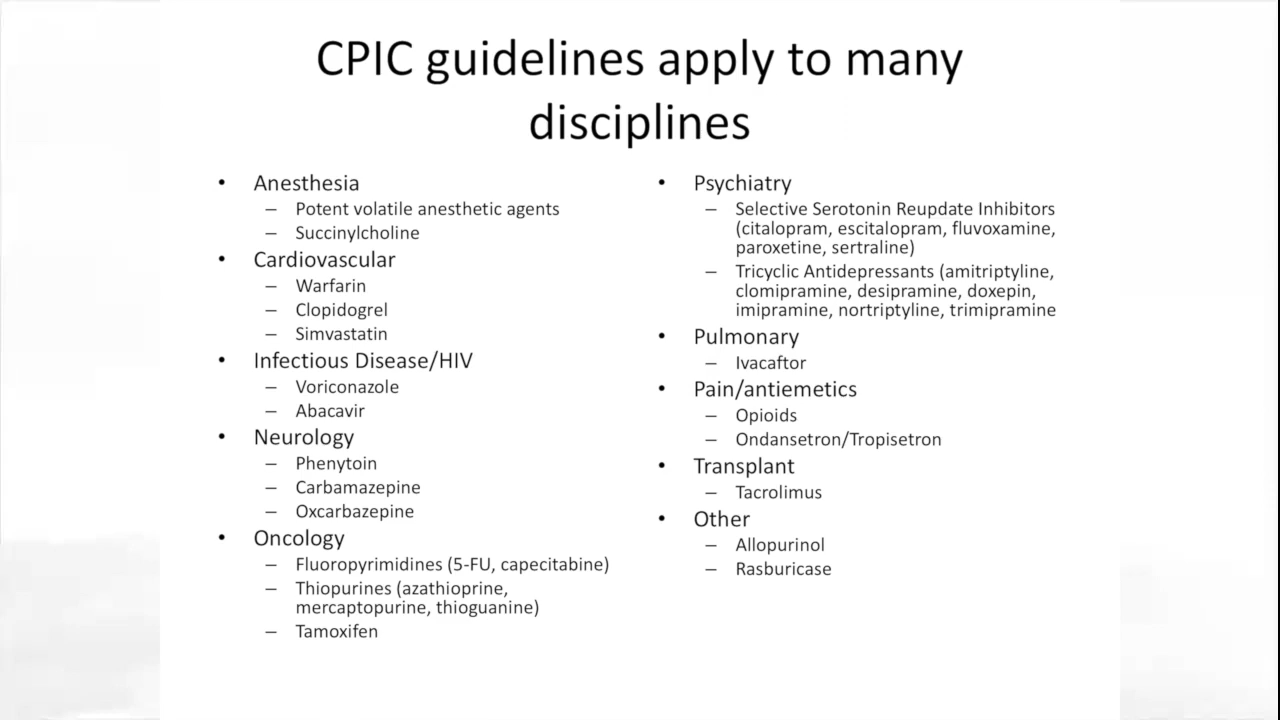 CPIC guidelines apply to many
disciplines
• Anesthesia
– Potent volatile anesthetic agents
– Succinylcholine
• Cardiovascular
– Warfarin
– Clopidogrel
– Simvastatin
• Infectious Disease/HIV
– Voriconazole
– Abacavir
• Neurology
– Phenytoin
– Carbamazepine
– Oxcarbazepine
• Oncology
– Fluoropyrimidines (5-FU, capecitabine)
– Thiopurines (azathioprine,
mercaptopurine, thioguanine)
– Tamoxifen
• Psychiatry
– Selective Serotonin Reupdate Inhibitors
(citalopram, escitalopram, fluvoxamine,
paroxetine, sertraline)
– Tricyclic Antidepressants (amitriptyline,
clomipramine, desipramine, doxepin,
imipramine, nortriptyline, trimipramine
• Pulmonary
– Ivacaftor
• Pain/antiemetics
– Opioids
– Ondansetron/Tropisetron
• Transplant
– Tacrolimus
• Other
– Allopurinol
– Rasburicase